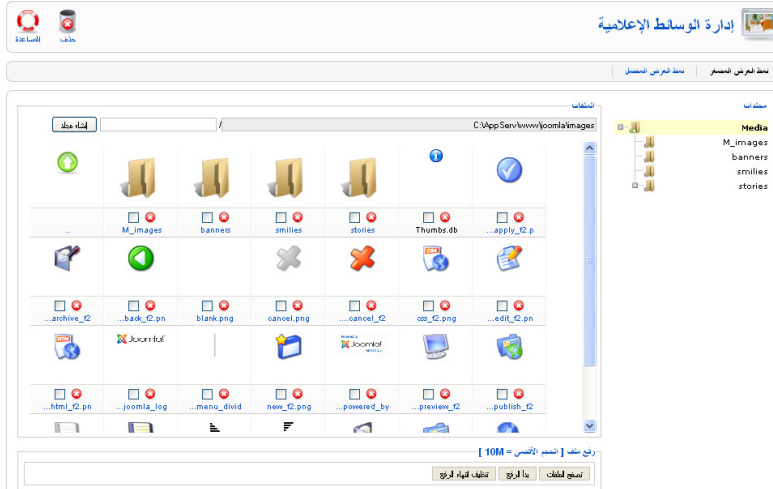 إدارة الوسائط الإعلامية
حذف
المساعدة
نمط العرض المصغر | نمط العرض المفصل
مجلدات
Media
M_images
banners
smilies
stories
الملفات
C:\AppServ\www\joomla\images
/
إنشاء مجلد
..
M_images
banners
smilies
stories
Thumbs.db
...apply_f2.p
...archive_f2
...back_f2.pn
blank.png
cancel.png
...cancel_f2
css_f2.png
...edit_f2.pn
Joomla!
Joomla!
...html_f2.pn
...joomla_log
...menu_divid
new_f2.png
...powered_by
...preview_f2
...publish_f2
رفع ملف [ الحجم الأقصى = 10M ]
تصفح الملفات
بدأ الرفع
تنظيف انتهاء الرفع